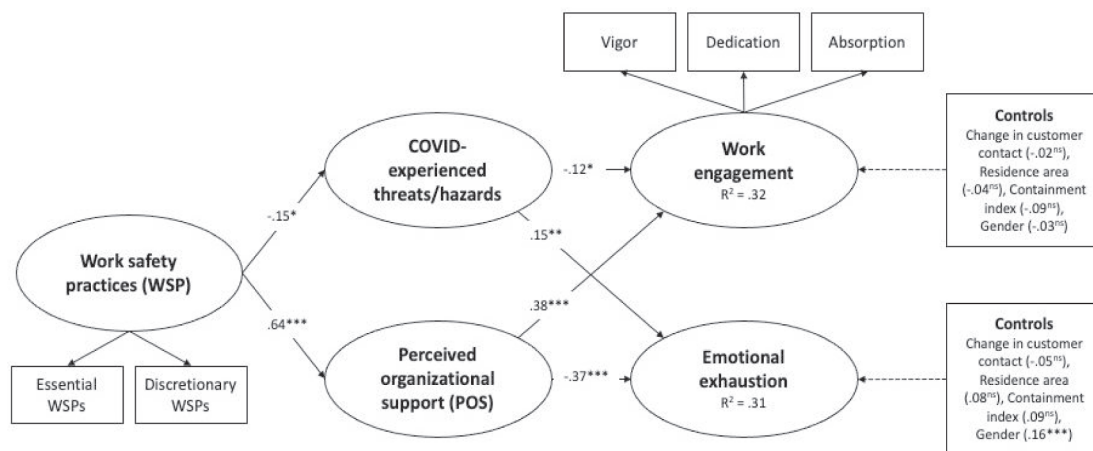 Vigor
Dedication
Absorption
COVID-
experienced
threats/hazards
-.12*
Work
engagement
R² = .32
Controls
Change in customer
contact (-.02ⁿˢ),
Residence area
(-.04ⁿˢ), Containment
index (-.09ⁿˢ),
Gender (-.03ⁿˢ)
-.15*
.15**
Work safety
practices (WSP)
.64***
.38***
Essential
WSPs
Discretionary
WSPs
Perceived
organizational
support (POS)
-.37***
Emotional
exhaustion
R² = .31
Controls
Change in customer
contact (-.05ⁿˢ),
Residence area
(.08ⁿˢ), Containment
index (.09ⁿˢ),
Gender (.16***)